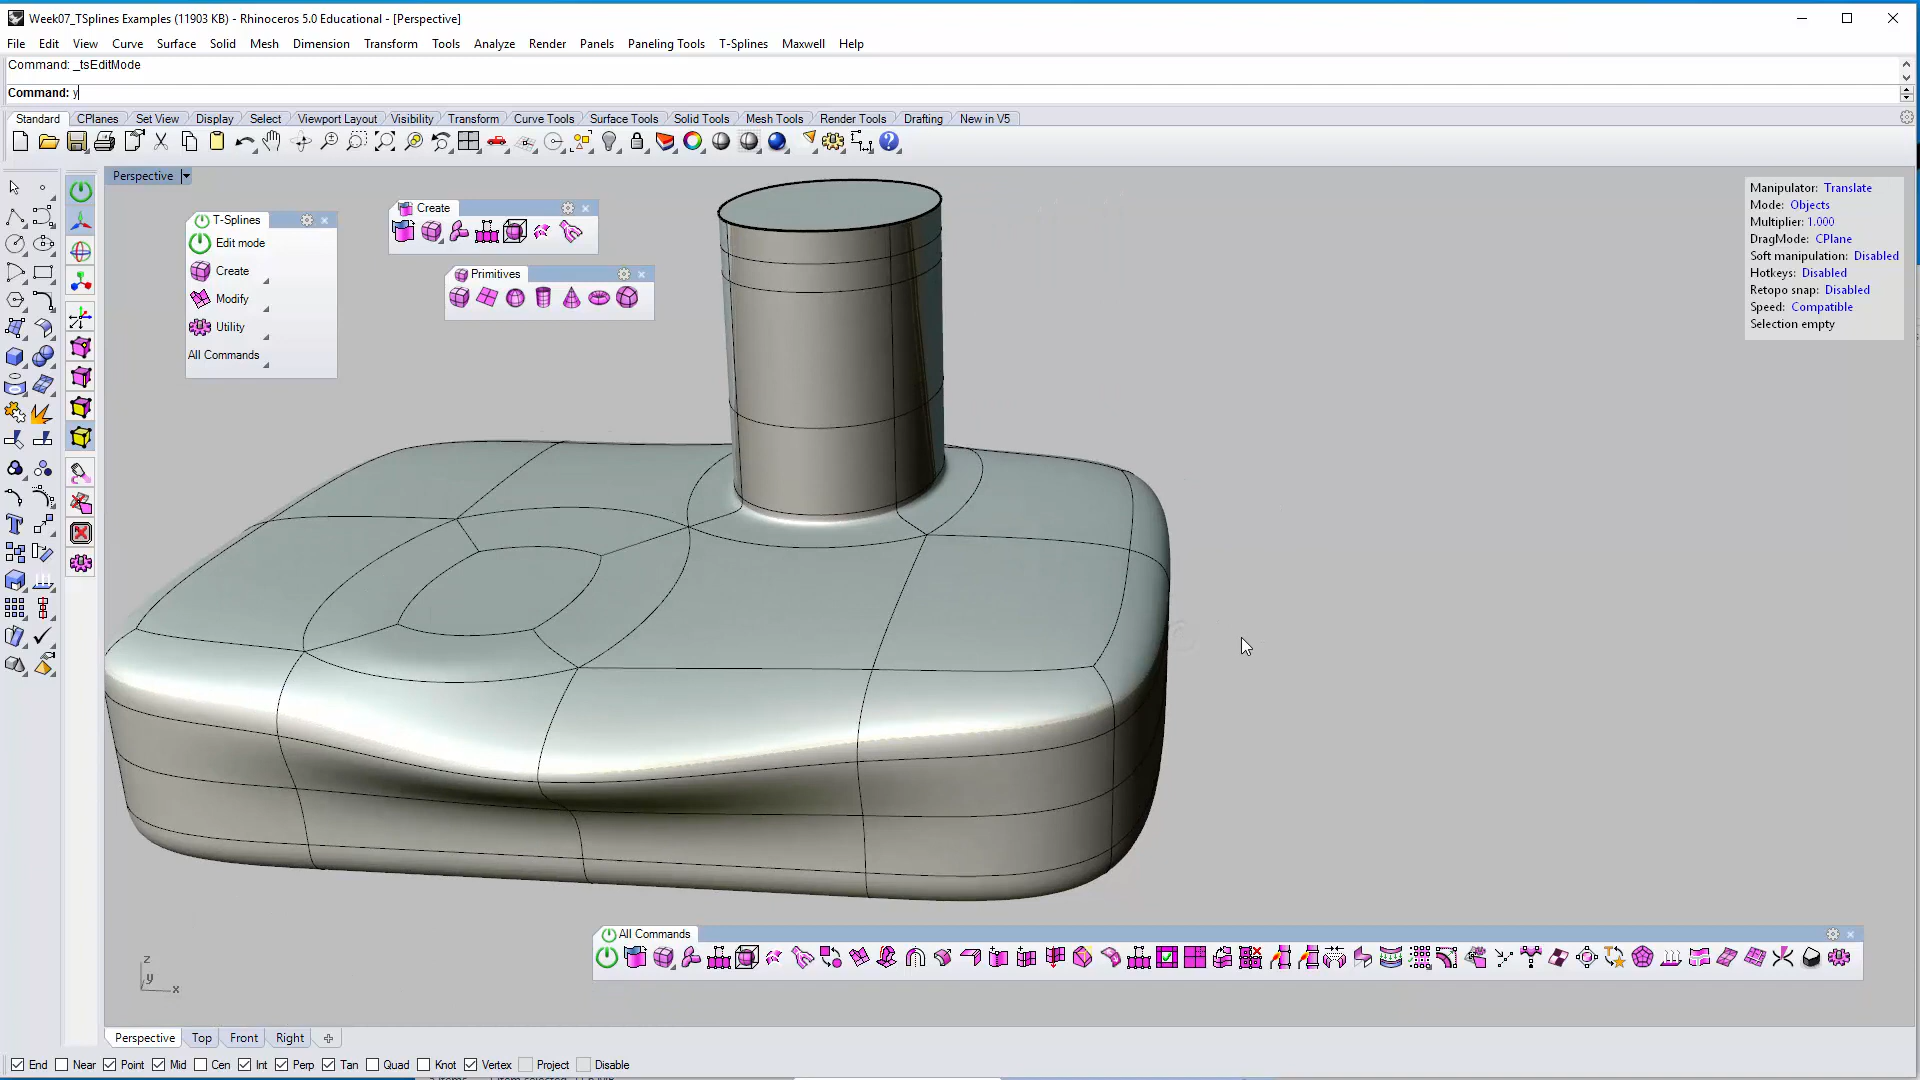 Week07_TSplines Examples (11903 KB) - Rhinoceros 5.0 Educational - [Perspective]
File Edit View Curve Surface Solid Mesh Dimension Transform Tools Analyze Render Panels Paneling Tools T-Splines Maxwell Help
Command: _tsEditMode
Command: y
Standard CPlanes Set View Display Select Viewport Layout Visibility Transform Curve Tools Surface Tools Solid Tools Mesh Tools Render Tools Drafting New in V5
Perspective
T-Splines
Edit mode
Create
Modify
Utility
All Commands
Create
Primitives
Manipulator: Translate
Mode: Objects
Multiplier: 1.000
DragMode: CPlane
Soft manipulation: Disabled
Hotkeys: Disabled
Retopo snap: Disabled
Speed: Compatible
Selection empty
All Commands
z
y
x
Perspective Top Front Right
End Near Point Mid Cen Int Perp Tan Quad Knot Vertex Project Disable